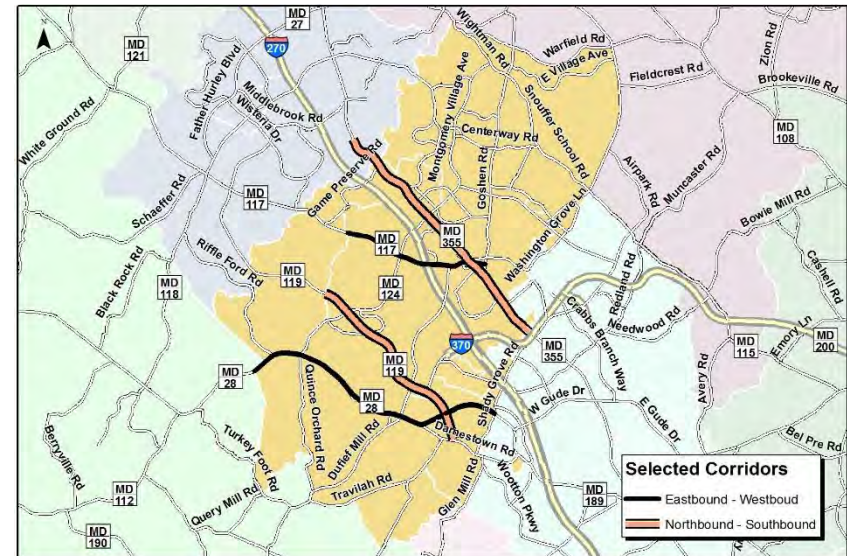 N
MD
27
270
MD
121
Father Hurley Blvd
Wightman Rd
Warfield Rd
E Village Ave
Fieldcrest Rd
Zion Rd
Brookeville Rd
White Ground Rd
Middlebrook Rd
Wisteria Dr
Montgomery Village Ave
Snouffer School Rd
Centerway Rd
MD
108
Game Preserve Rd
Goshen Rd
Airpark Rd
Muncaster Rd
Schaeffer Rd
MD
117
Washington Grove Ln
Bowie Mill Rd
MD
355
MD
117
Riffle Ford Rd
Black Rock Rd
MD
118
MD
119
MD
124
Redland Rd
Cashell Rd
Crabbs Branch Way
Needwood Rd
370
MD
355
MD
115
Emory Ln
MD
200
Shady Grove Rd
MD
119
MD
28
Quince Orchard Rd
MD
28
W Gude Dr
Avery Rd
E Gude Dr
Berryville Rd
Turkey Foot Rd
Duffief Mill Rd
Darnestown Rd
Bel Pre Rd
Travilah Rd
Glen Mill Rd
Wootton Pkwy
MD
112
Query Mill Rd
MD
189
MD
190
Selected Corridors
Eastbound - Westboud
Northbound - Southbound